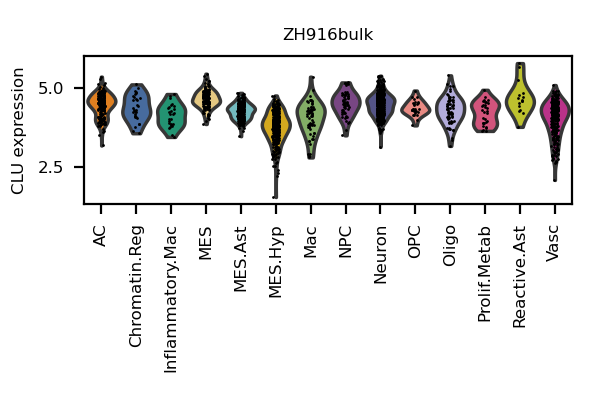 ZH916bulk
CLU expression
5.0
2.5
AC
Chromatin.Reg
Inflammatory.Mac
MES
MES.Ast
MES.Hyp
Mac
NPC
Neuron
OPC
Oligo
Prolif.Metab
Reactive.Ast
Vasc